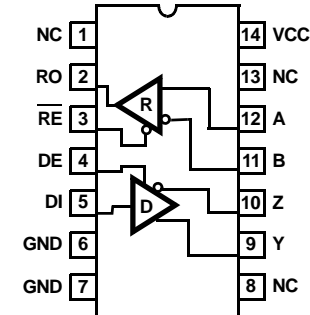 NC 1 14 VCC
RO 2 13 NC
R
R̅E̅ 3 12 A
DE 4 11 B
DI 5 D 10 Z
GND 6 9 Y
GND 7 8 NC